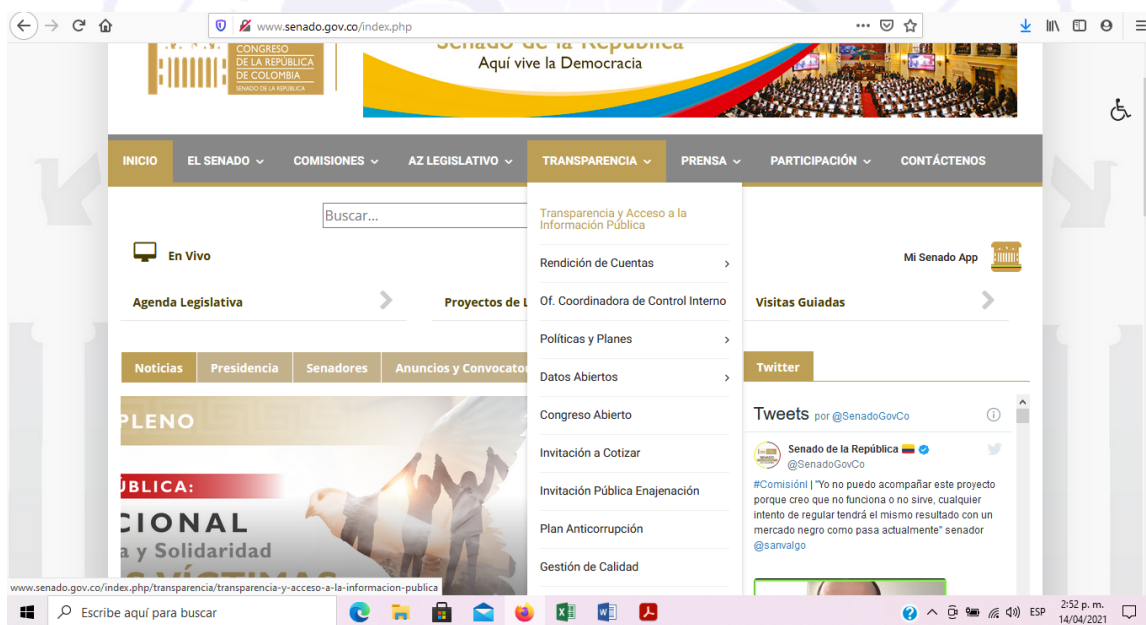 www.senado.gov.co/index.php
CONGRESO
DE LA REPÚBLICA
DE COLOMBIA
SENADO DE LA REPÚBLICA
Senado de la República
Aquí vive la Democracia
INICIO EL SENADO COMISIONES AZ LEGISLATIVO TRANSPARENCIA PRENSA PARTICIPACIÓN CONTÁCTENOS
Buscar...
Transparencia y Acceso a la
Información Pública
Rendición de Cuentas
Of. Coordinadora de Control Interno
Políticas y Planes
Datos Abiertos
Congreso Abierto
Invitación a Cotizar
Invitación Pública Enajenación
Plan Anticorrupción
Gestión de Calidad
En Vivo
Mi Senado App
Agenda Legislativa
Proyectos de L
Visitas Guiadas
Noticias Presidencia Senadores Anuncios y Convocato
Twitter
PLENO
ÚBLICA:
CIONAL
a y Solidaridad
VÍCTIMAS
Tweets por @SenadoGovCo
Senado de la República
@SenadoGovCo
#ComisiónI | "Yo no puedo acompañar este proyecto
porque creo que no funciona o no sirve, cualquier
intento de regular tendrá el mismo resultado con un
mercado negro como pasa actualmente" senador
@sanvalgo
www.senado.gov.co/index.php/transparencia/transparencia-y-acceso-a-la-informacion-publica
Escribe aquí para buscar
ESP
2:52 p. m.
14/04/2021